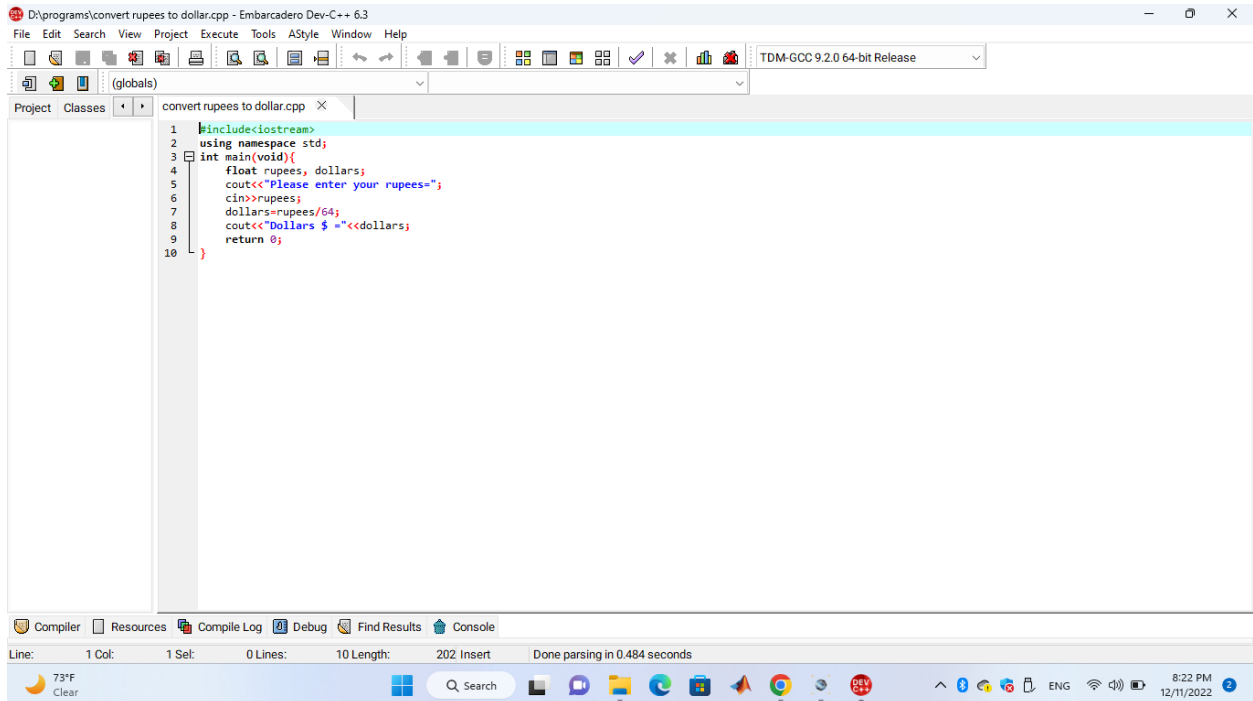 D:\programs\convert rupees to dollar.cpp - Embarcadero Dev-C++ 6.3
File Edit Search View Project Execute Tools AStyle Window Help
TDM-GCC 9.2.0 64-bit Release
(globals)
Project Classes convert rupees to dollar.cpp
1 #include<iostream>
2 using namespace std;
3 int main(void){
4 float rupees, dollars;
5 cout<<"Please enter your rupees=";
6 cin>>rupees;
7 dollars=rupees/64;
8 cout<<"Dollars $ ="<<dollars;
9 return 0;
10 }
Compiler Resources Compile Log Debug Find Results Console
Line: 1 Col: 1 Sel: 0 Lines: 10 Length: 202 Insert Done parsing in 0.484 seconds
73°F
Clear
Search
DEV C++
ENG
8:22 PM
12/11/2022
2